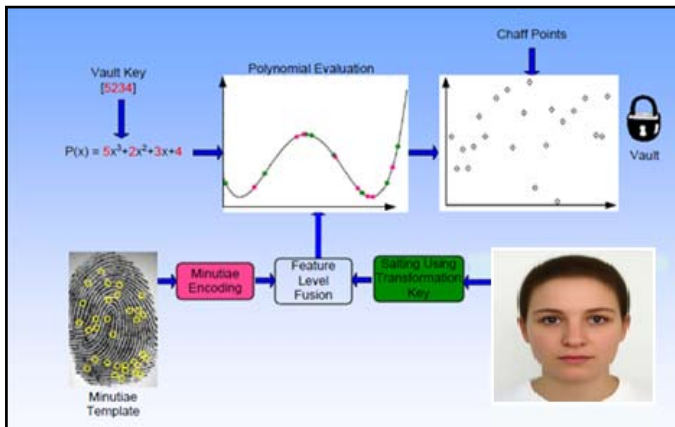 Chaff Points
Polynomial Evaluation
Vault Key
[5234]
P(x) = 5x³+2x²+3x+4
Vault
Minutiae
Encoding
Feature
Level
Fusion
Salting Using
Transformation
Key
Minutiae
Template